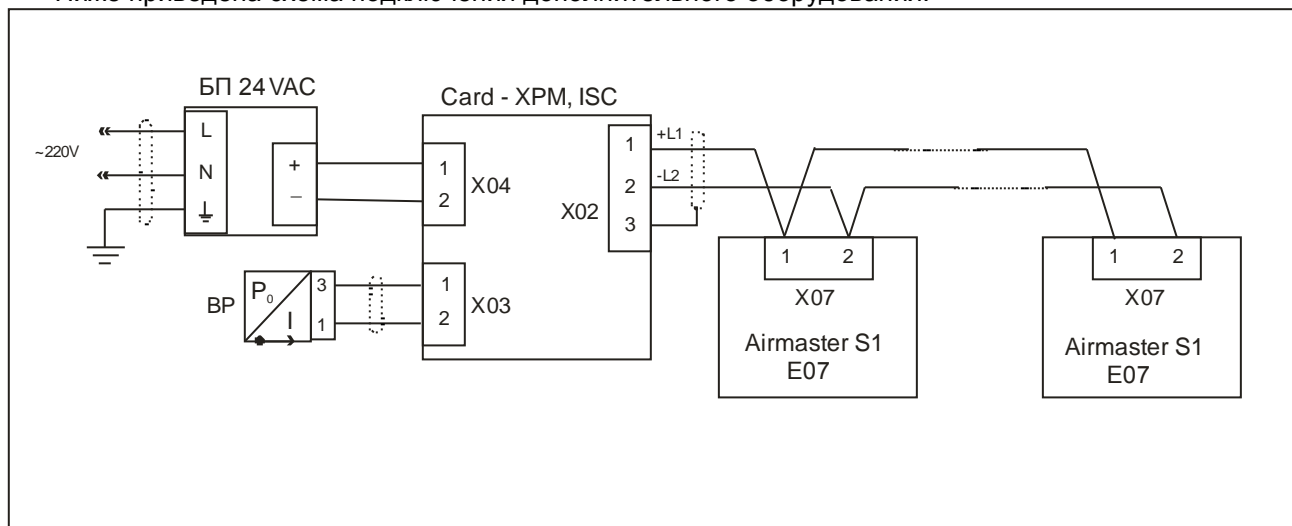 Ниже приведена схема подключения дополнительного оборудования.
БП 24VAC
Card - XPM, ISC
~220V
L
N
+
–
1
2
X04
1
2
3
X02
+L1
-L2
BP
P₀
I
3
1
1
2
X03
1 2
X07
Airmaster S1
E07
1 2
X07
Airmaster S1
E07